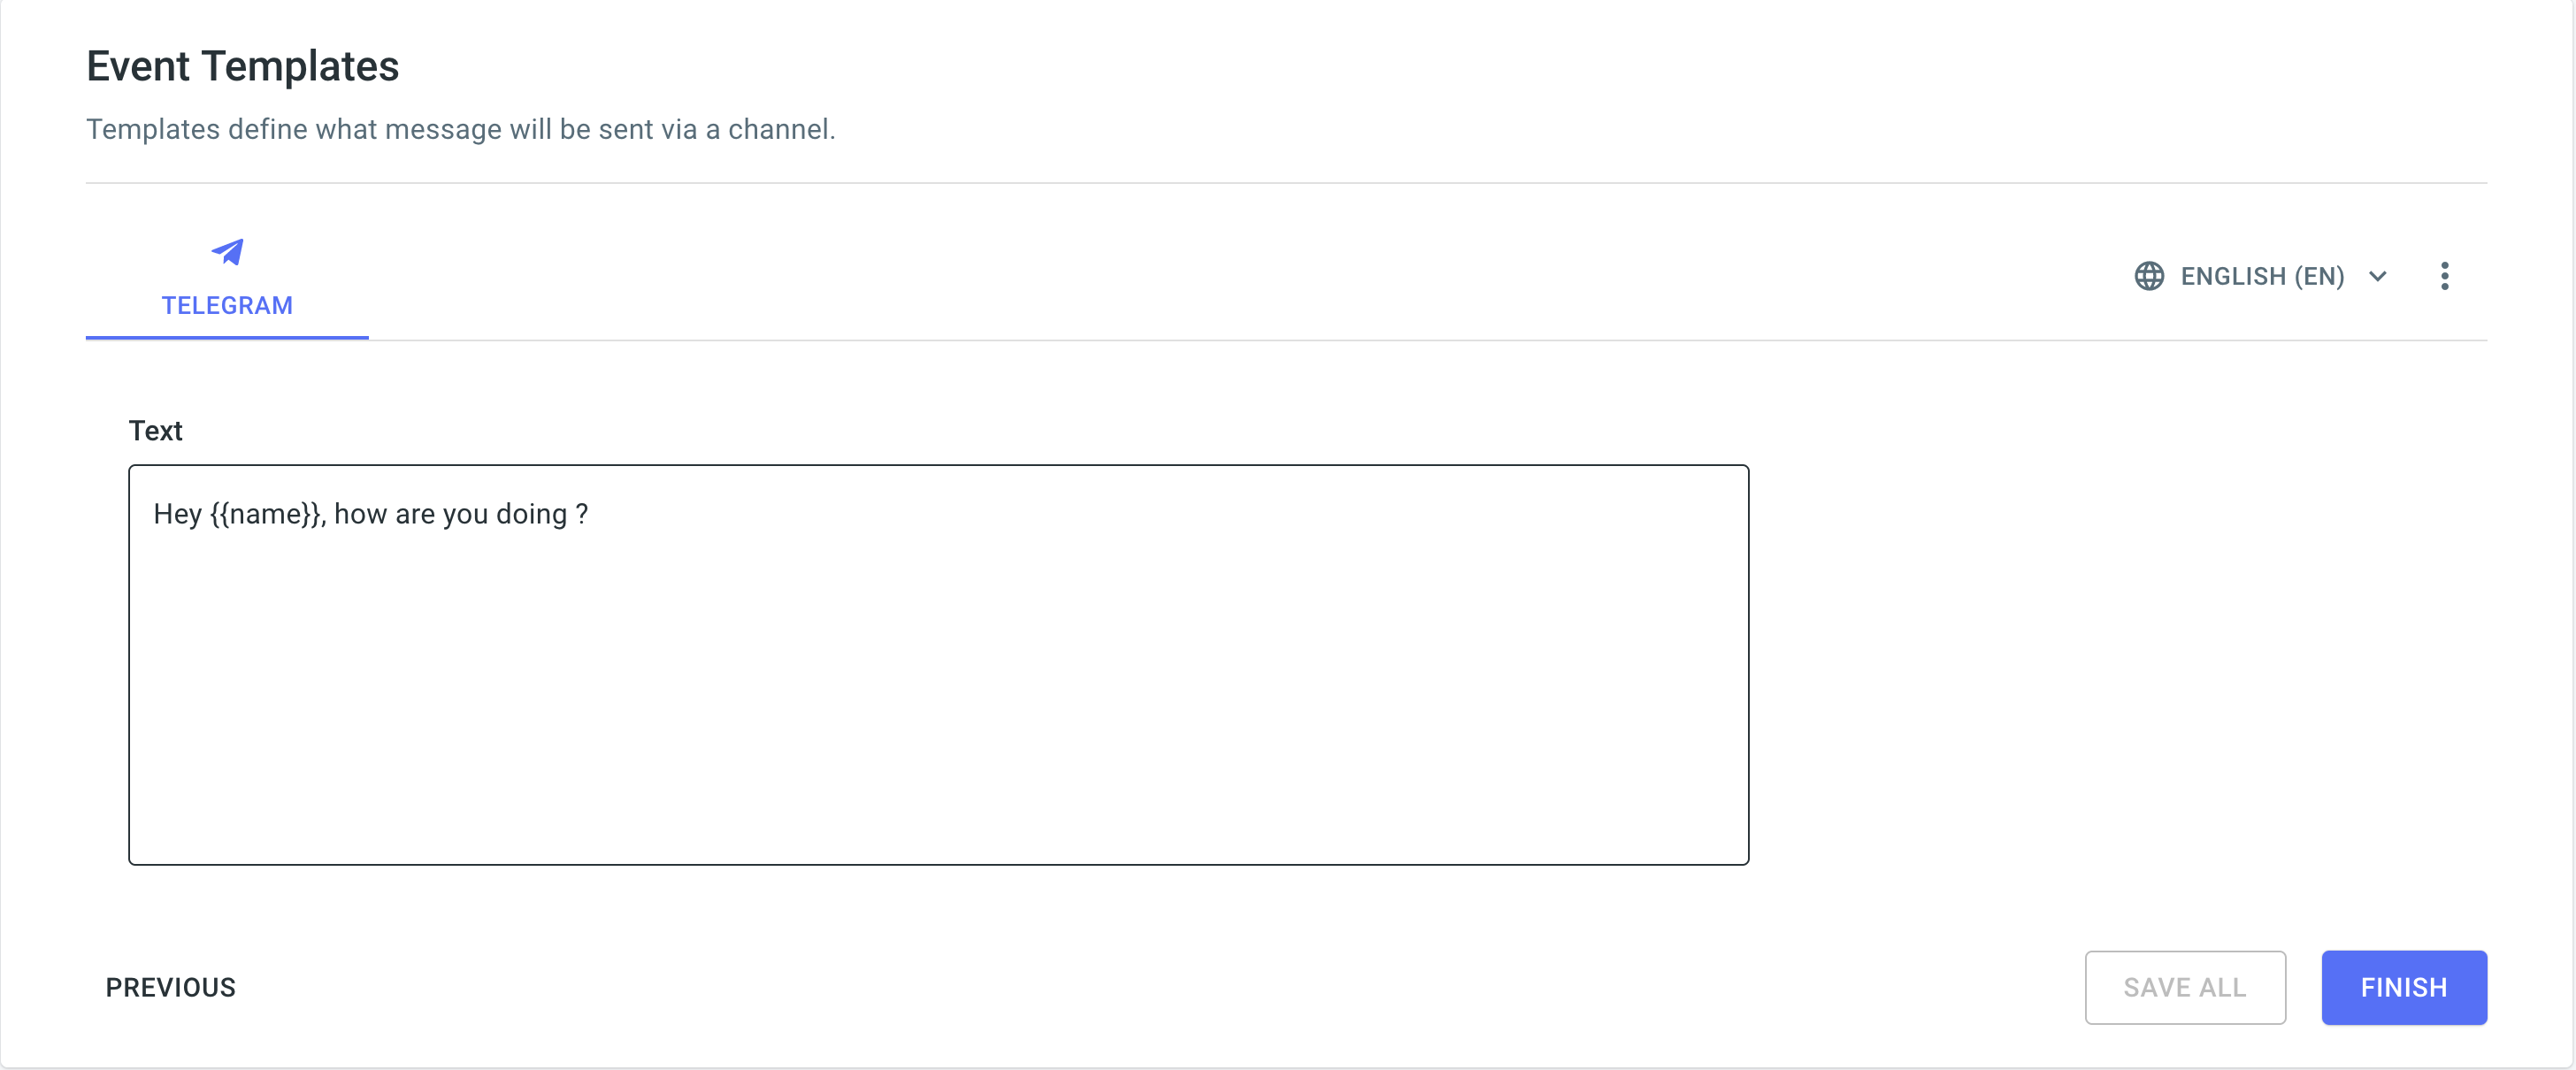 Event Templates
Templates define what message will be sent via a channel.
TELEGRAM
ENGLISH (EN)
Text
Hey {{name}}, how are you doing ?
PREVIOUS
SAVE ALL
FINISH